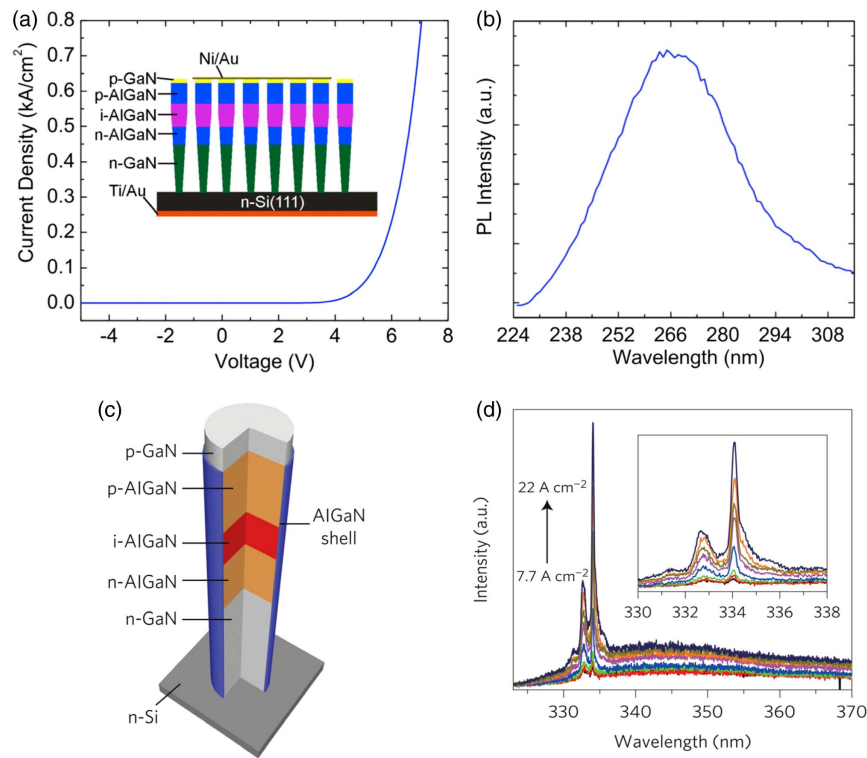 (a)
0.8
0.7
0.6
0.5
0.4
0.3
0.2
0.1
0.0
Current Density (kA/cm²)
-4 -2 0 2 4 6 8
Voltage (V)
Ni/Au
p-GaN
p-AlGaN
i-AlGaN
n-AlGaN
n-GaN
Ti/Au
n-Si(111)
(b)
PL Intensity (a.u.)
224 238 252 266 280 294 308
Wavelength (nm)
(c)
p-GaN
p-AlGaN
i-AlGaN
n-AlGaN
n-GaN
n-Si
AlGaN
shell
(d)
Intensity (a.u.)
22 A cm⁻²
7.7 A cm⁻²
330 332 334 336 338
330 340 350 360 370
Wavelength (nm)